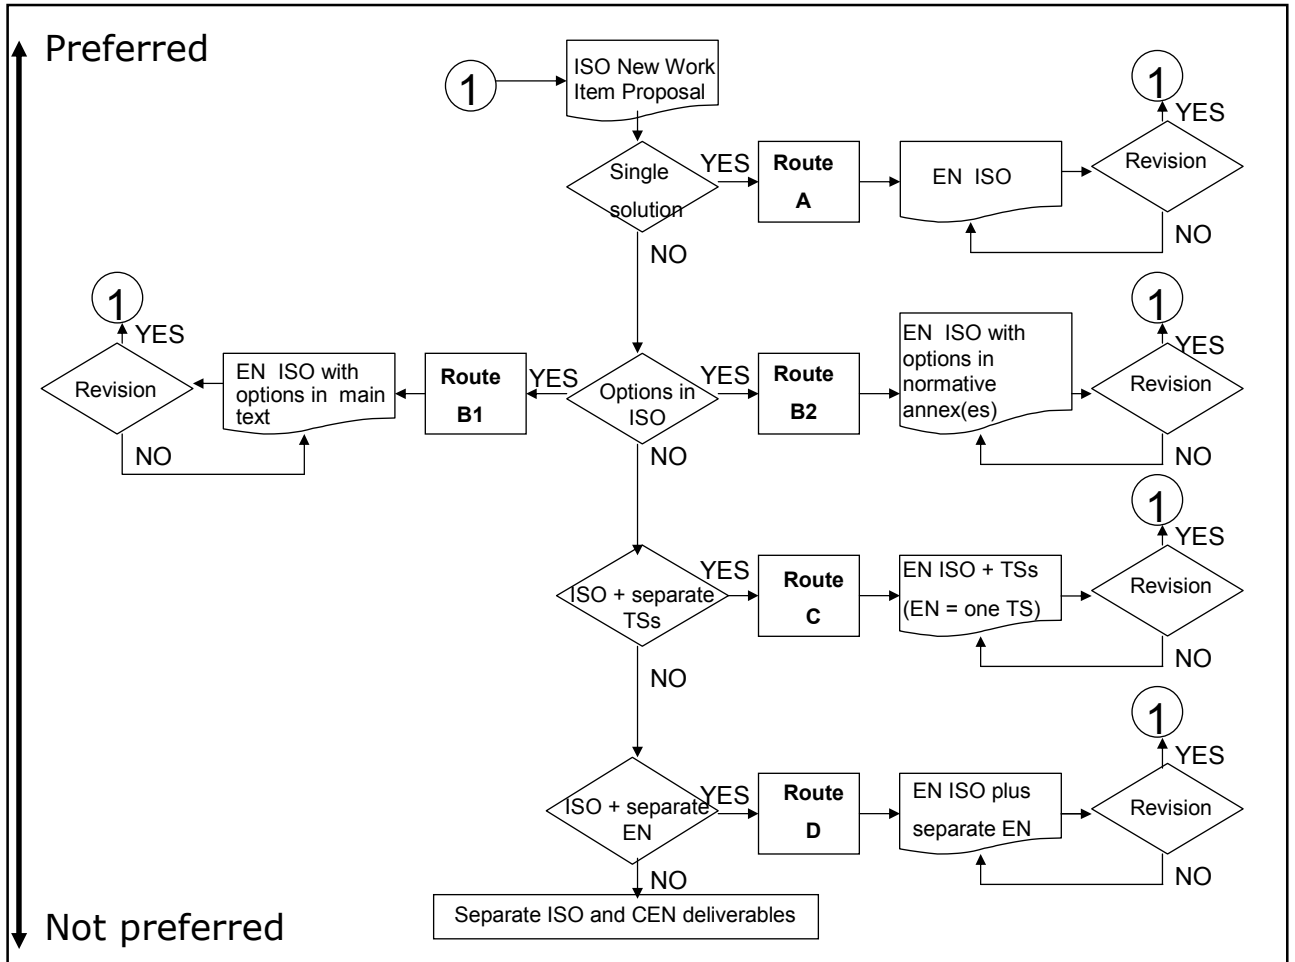 Preferred
1
ISO New Work
Item Proposal
1
YES
Single
solution
YES
Route
A
EN ISO
Revision
NO
NO
1
YES
Revision
NO
EN ISO with
options in main
text
Route
B1
YES
Options in
ISO
YES
Route
B2
EN ISO with
options in
normative
annex(es)
1
YES
Revision
NO
NO
ISO + separate
TSs
YES
Route
C
EN ISO + TSs
(EN = one TS)
1
YES
Revision
NO
NO
ISO + separate
EN
YES
Route
D
EN ISO plus
separate EN
1
YES
Revision
NO
NO
Separate ISO and CEN deliverables
Not preferred